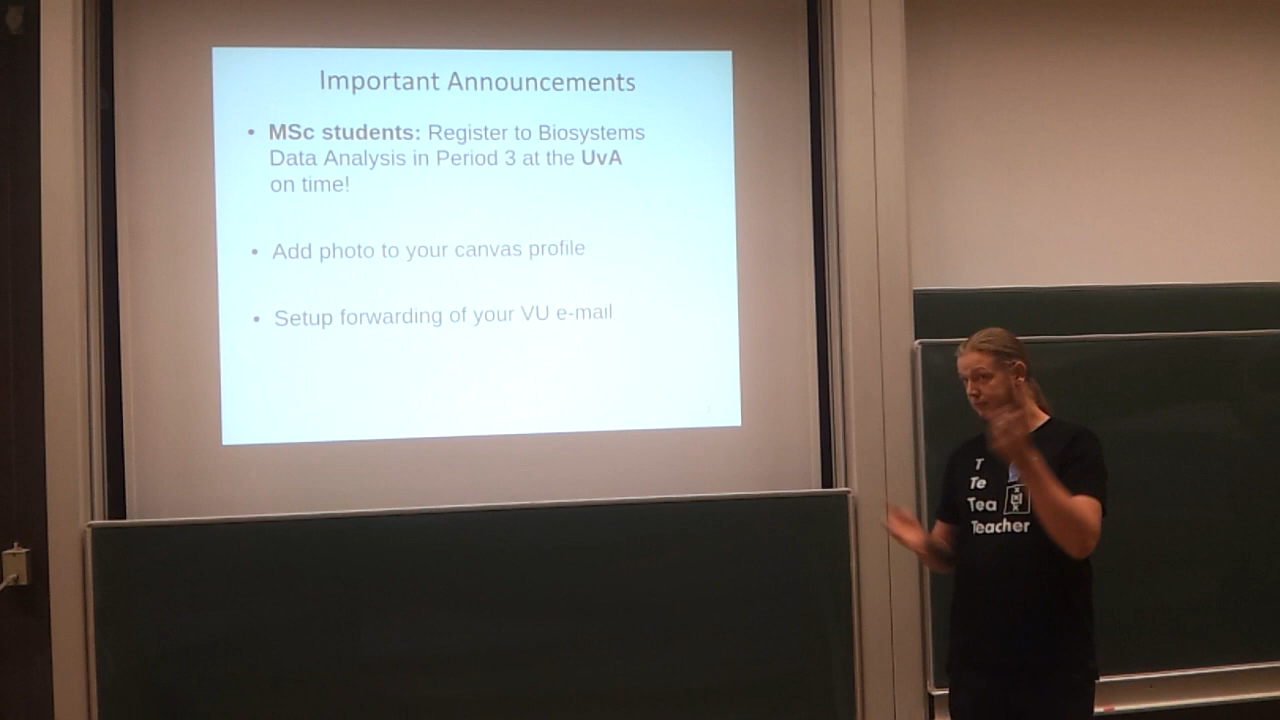 Important Announcements
• MSc students: Register to Biosystems
Data Analysis in Period 3 at the UvA
on time!
• Add photo to your canvas profile
• Setup forwarding of your VU e-mail
T
Te
Tea
Teacher